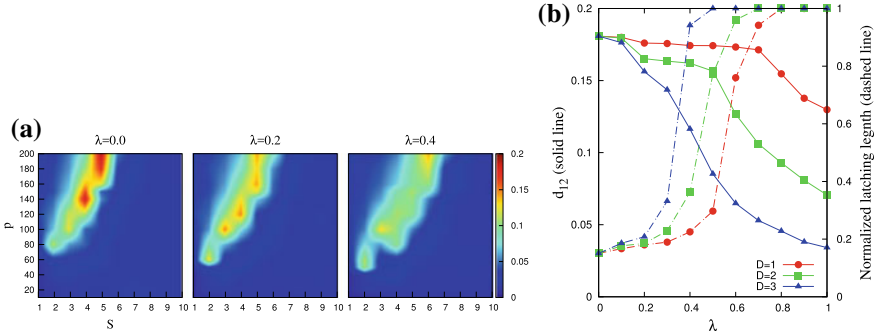 (a)
λ=0.0
λ=0.2
λ=0.4
200
180
160
140
120
100
80
60
40
20
p
1 2 3 4 5 6 7 8 9 10
1 2 3 4 5 6 7 8 9 10
1 2 3 4 5 6 7 8 9 10
S
0.2
0.15
0.1
0.05
0
(b)
0.2
0.15
0.1
0.05
0
d12 (solid line)
0 0.2 0.4 0.6 0.8 1
λ
1
0.8
0.6
0.4
0.2
0
Normalized latching legnth (dashed line)
D=1
D=2
D=3